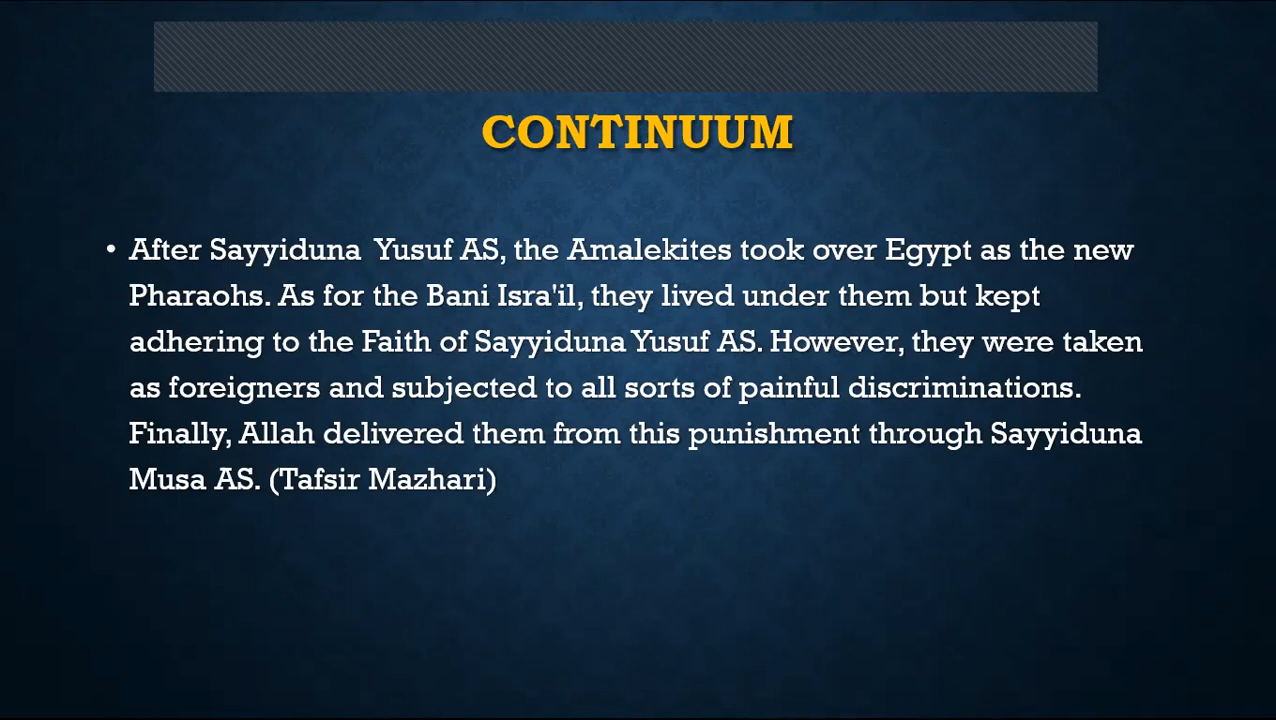 CONTINUUM
• After Sayyiduna Yusuf AS, the Amalekites took over Egypt as the new
Pharaohs. As for the Bani Isra'il, they lived under them but kept
adhering to the Faith of Sayyiduna Yusuf AS. However, they were taken
as foreigners and subjected to all sorts of painful discriminations.
Finally, Allah delivered them from this punishment through Sayyiduna
Musa AS. (Tafsir Mazhari)